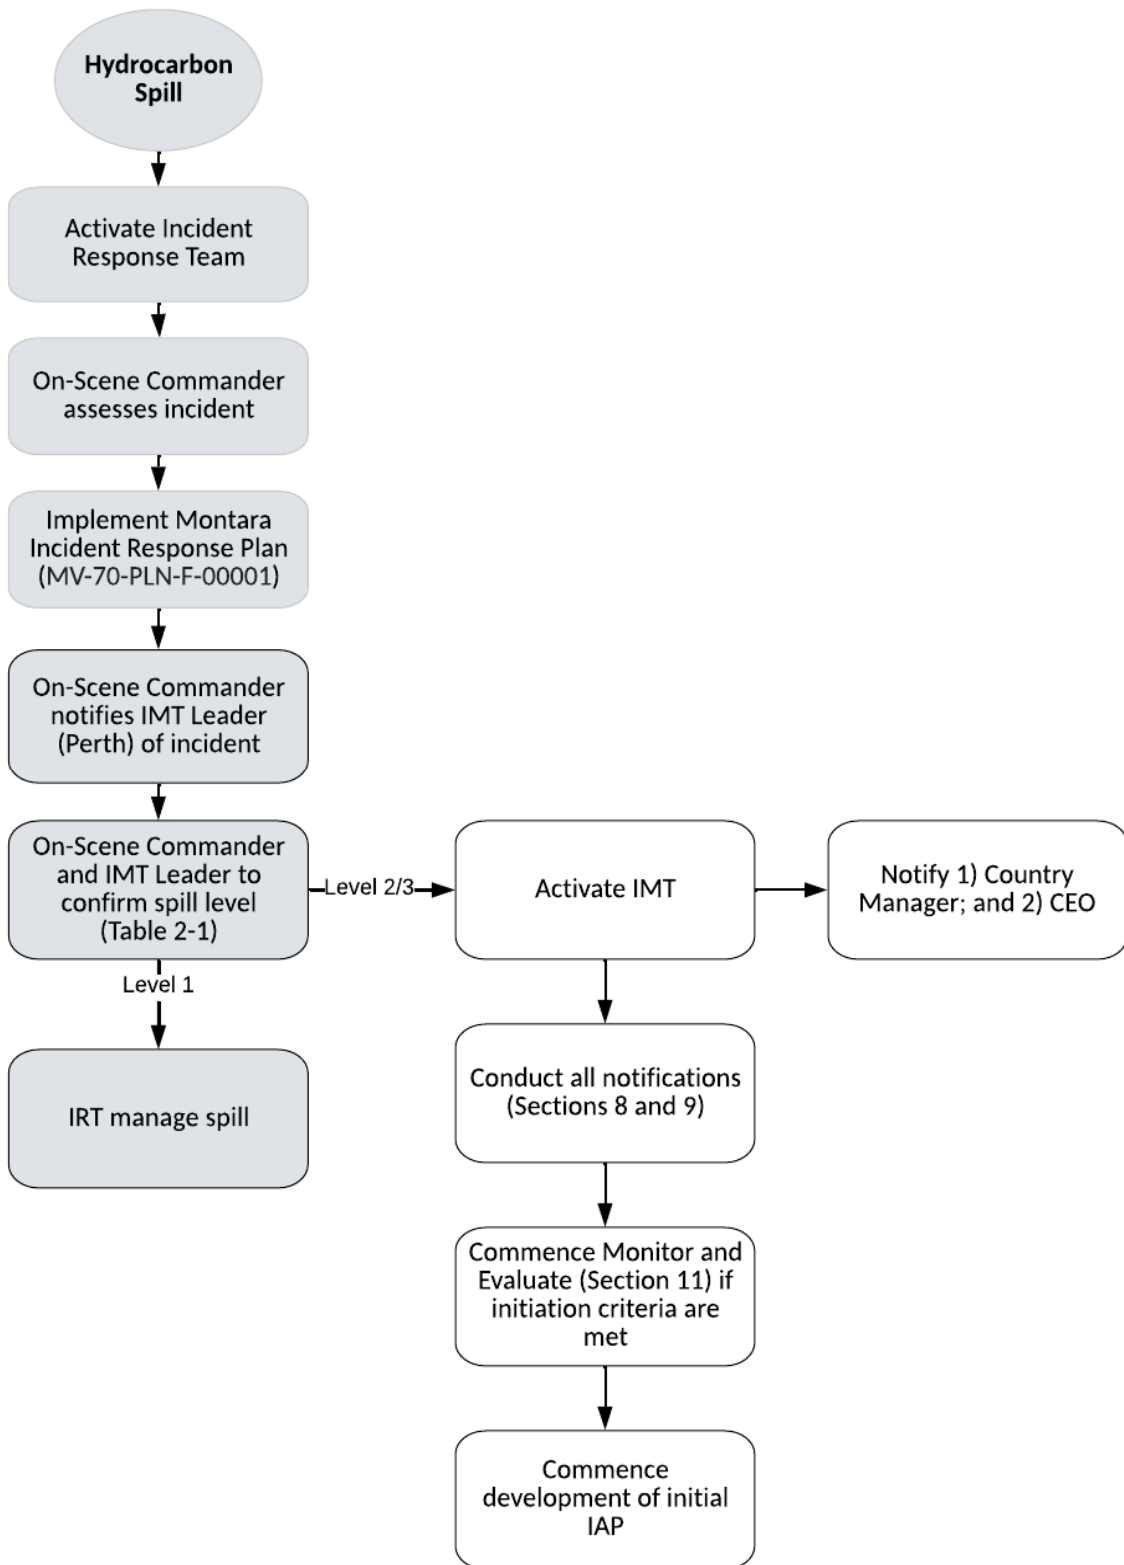 Hydrocarbon
Spill
Activate Incident
Response Team
On-Scene Commander
assesses incident
Implement Montara
Incident Response Plan
(MV-70-PLN-F-00001)
On-Scene Commander
notifies IMT Leader
(Perth) of incident
On-Scene Commander
and IMT Leader to
confirm spill level
(Table 2-1)
Level 2/3
Activate IMT
Notify 1) Country
Manager; and 2) CEO
Level 1
IRT manage spill
Conduct all notifications
(Sections 8 and 9)
Commence Monitor and
Evaluate (Section 11) if
initiation criteria are
met
Commence
development of initial
IAP